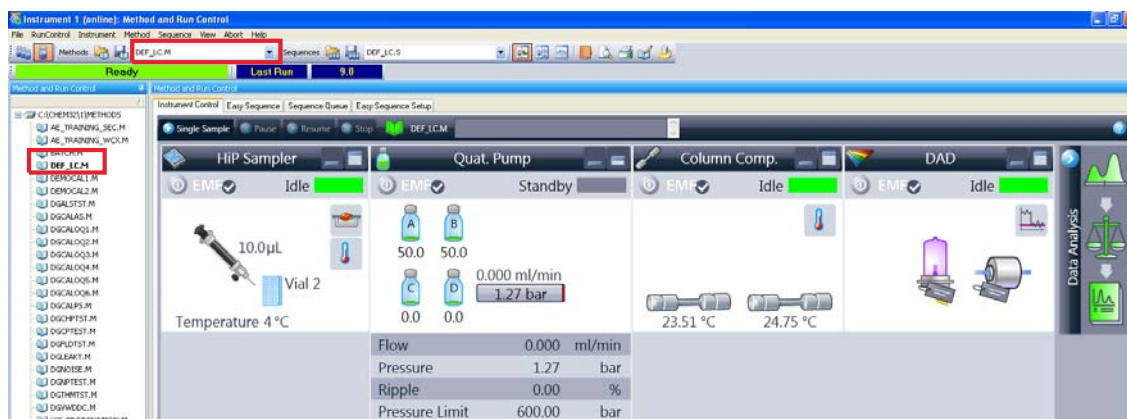 Instrument 1 (online): Method and Run Control
File RunControl Instrument Method Sequence View Abort Help
Methods DEF_LC.M Sequences DEF_LC.S
Ready Last Run 9.0
Method and Run Control Method and Run Control
Instrument Control Easy Sequence Sequence Queue Easy Sequence Setup
C:\CHEM32\1\METHODS
AE_TRAINING_SEC.M
AE_TRAINING_WCX.M
BATCH.M
DEF_LC.M
DEMOCAL1.M
DEMOCAL2.M
DGALSTST.M
DGCALAS.M
DGCALOQ1.M
DGCALOQ2.M
DGCALOQ3.M
DGCALOQ4.M
DGCALOQ5.M
DGCALOQ6.M
DGCALPS.M
DGCHPTST.M
DGCPTEST.M
DGFLDTST.M
DGLEAKT.M
DGNOISE.M
DGNPTEST.M
DGTHMTST.M
DGVWDDC.M
Single Sample Pause Resume Stop DEF_LC.M
HiP Sampler
EMF Idle
10.0µL
Vial 2
Temperature 4 °C
Quat. Pump
EMF Standby
A B
50.0 50.0
C D
0.0 0.0
0.000 ml/min
1.27 bar
Flow 0.000 ml/min
Pressure 1.27 bar
Ripple 0.00 %
Pressure Limit 600.00 bar
Column Comp.
EMF Idle
23.51 °C 24.75 °C
DAD
EMF Idle
Data Analysis